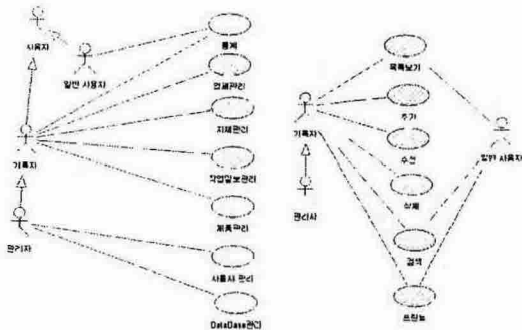 사용자
일반 사용자
기록자
관리자
통계
업체관리
자재관리
작업일보관리
제품관리
사용자 관리
DataBase관리
목록보기
추가
수정
삭제
검색
프린트
기록자
관리자
일반 사용자